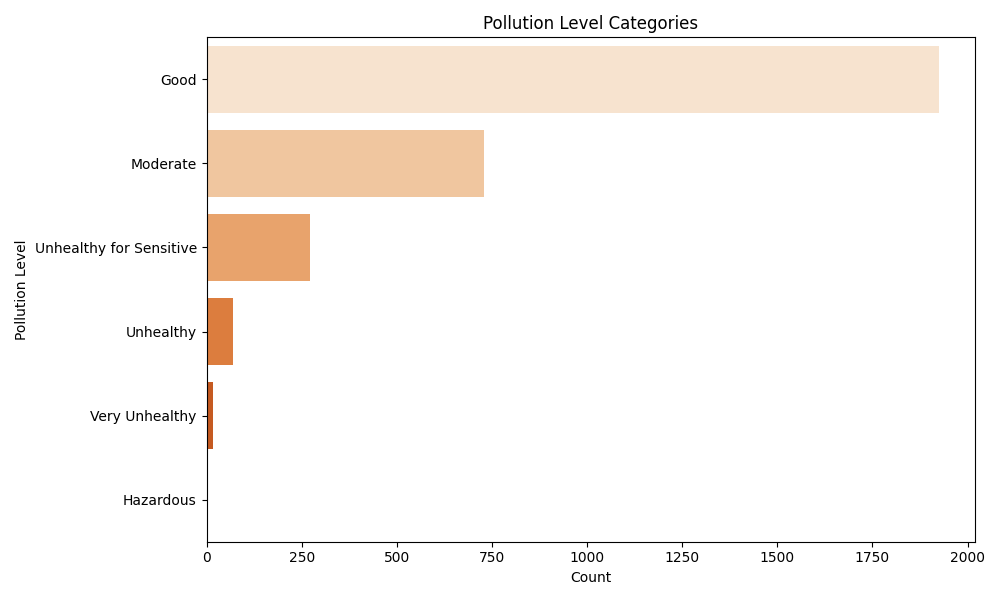 Pollution Level Categories
Pollution Level
Good
Moderate
Unhealthy for Sensitive
Unhealthy
Very Unhealthy
Hazardous
0 250 500 750 1000 1250 1500 1750 2000
Count